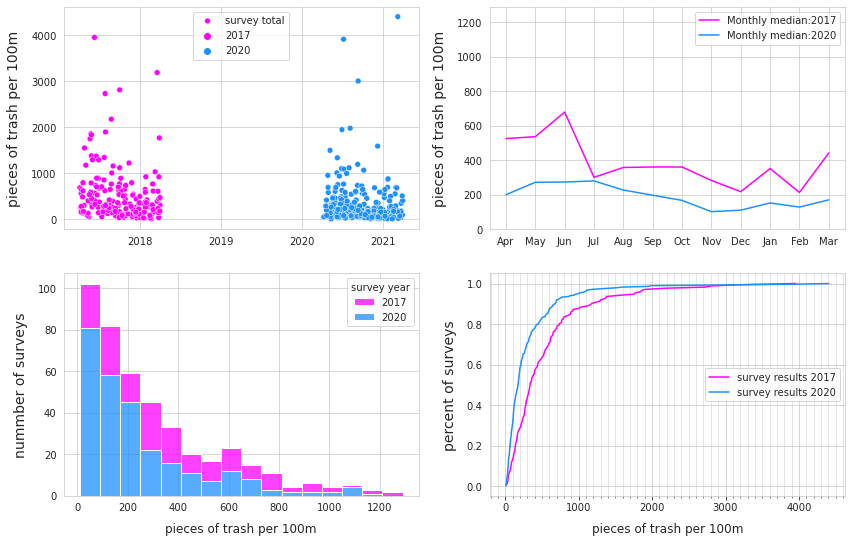 pieces of trash per 100m
4000
3000
2000
1000
0
2018
2019
2020
2021
survey total
2017
2020
pieces of trash per 100m
1200
1000
800
600
400
200
0
Apr May Jun Jul Aug Sep Oct Nov Dec Jan Feb Mar
Monthly median:2017
Monthly median:2020
nummber of surveys
100
80
60
40
20
0
0 200 400 600 800 1000 1200
pieces of trash per 100m
survey year
2017
2020
percent of surveys
1.0
0.8
0.6
0.4
0.2
0.0
0 1000 2000 3000 4000
pieces of trash per 100m
survey results 2017
survey results 2020